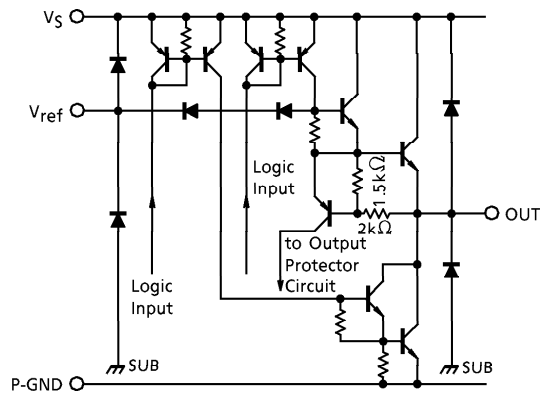 VS
Vref
Logic
Input
1.5kΩ
2kΩ
OUT
to Output
Protector
Circuit
Logic
Input
SUB
SUB
P-GND